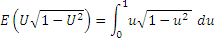 E(U√(1−U²)) = ∫₀¹ u√(1−u²) du